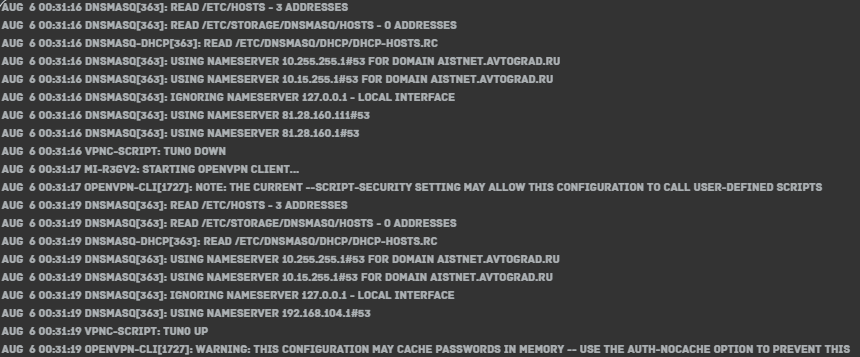 AUG  6 00:31:16 DNSMASQ[363]: READ /ETC/HOSTS - 3 ADDRESSES
AUG  6 00:31:16 DNSMASQ[363]: READ /ETC/STORAGE/DNSMASQ/HOSTS - 0 ADDRESSES
AUG  6 00:31:16 DNSMASQ-DHCP[363]: READ /ETC/DNSMASQ/DHCP/DHCP-HOSTS.RC
AUG  6 00:31:16 DNSMASQ[363]: USING NAMESERVER 10.255.255.1#53 FOR DOMAIN AISTNET.AVTOGRAD.RU
AUG  6 00:31:16 DNSMASQ[363]: USING NAMESERVER 10.15.255.1#53 FOR DOMAIN AISTNET.AVTOGRAD.RU
AUG  6 00:31:16 DNSMASQ[363]: IGNORING NAMESERVER 127.0.0.1 - LOCAL INTERFACE
AUG  6 00:31:16 DNSMASQ[363]: USING NAMESERVER 81.28.160.111#53
AUG  6 00:31:16 DNSMASQ[363]: USING NAMESERVER 81.28.160.1#53
AUG  6 00:31:16 VPNC-SCRIPT: TUN0 DOWN
AUG  6 00:31:17 MI-R3GV2: STARTING OPENVPN CLIENT...
AUG  6 00:31:17 OPENVPN-CLI[1727]: NOTE: THE CURRENT --SCRIPT-SECURITY SETTING MAY ALLOW THIS CONFIGURATION TO CALL USER-DEFINED SCRIPTS
AUG  6 00:31:19 DNSMASQ[363]: READ /ETC/HOSTS - 3 ADDRESSES
AUG  6 00:31:19 DNSMASQ[363]: READ /ETC/STORAGE/DNSMASQ/HOSTS - 0 ADDRESSES
AUG  6 00:31:19 DNSMASQ-DHCP[363]: READ /ETC/DNSMASQ/DHCP/DHCP-HOSTS.RC
AUG  6 00:31:19 DNSMASQ[363]: USING NAMESERVER 10.255.255.1#53 FOR DOMAIN AISTNET.AVTOGRAD.RU
AUG  6 00:31:19 DNSMASQ[363]: USING NAMESERVER 10.15.255.1#53 FOR DOMAIN AISTNET.AVTOGRAD.RU
AUG  6 00:31:19 DNSMASQ[363]: IGNORING NAMESERVER 127.0.0.1 - LOCAL INTERFACE
AUG  6 00:31:19 DNSMASQ[363]: USING NAMESERVER 192.168.104.1#53
AUG  6 00:31:19 VPNC-SCRIPT: TUN0 UP
AUG  6 00:31:19 OPENVPN-CLI[1727]: WARNING: THIS CONFIGURATION MAY CACHE PASSWORDS IN MEMORY -- USE THE AUTH-NOCACHE OPTION TO PREVENT THIS